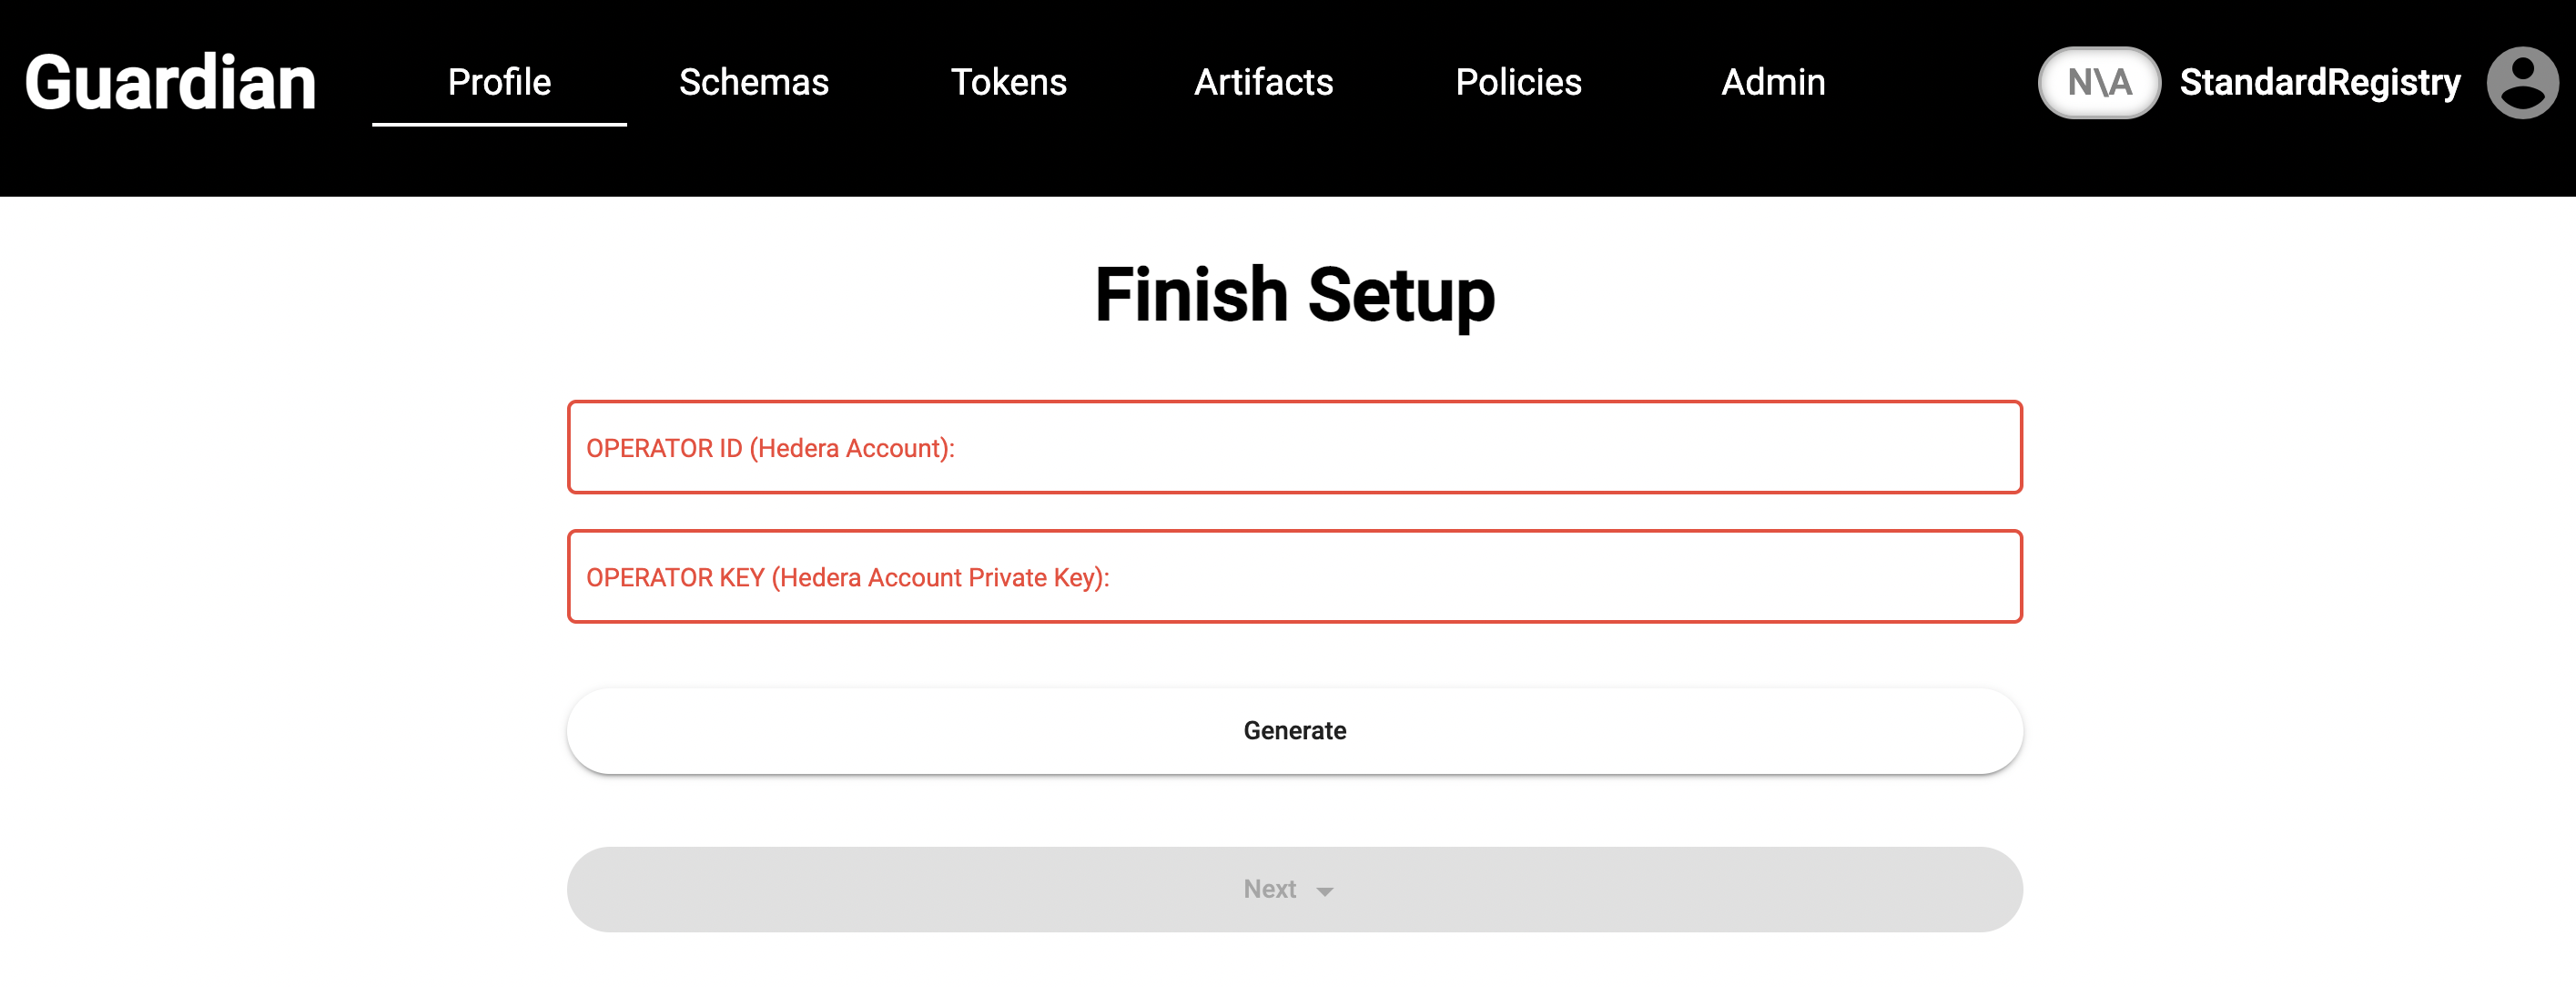 Guardian Profile Schemas Tokens Artifacts Policies Admin N\A StandardRegistry
Finish Setup
OPERATOR ID (Hedera Account):
OPERATOR KEY (Hedera Account Private Key):
Generate
Next